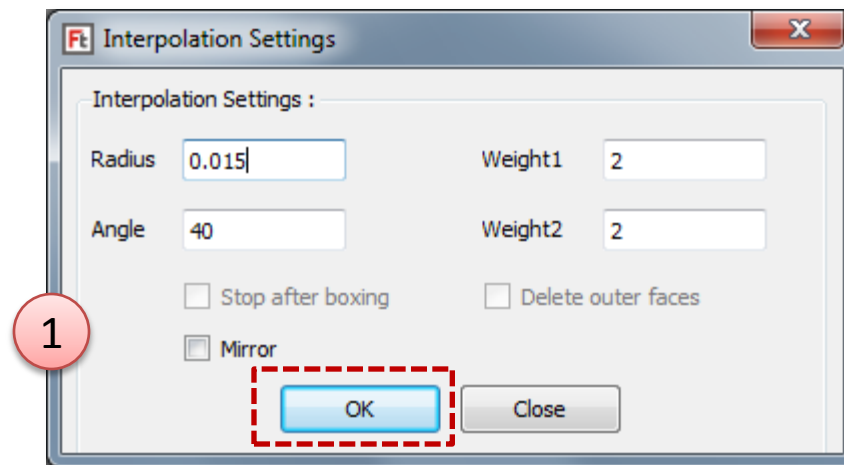 Ft Interpolation Settings
Interpolation Settings :
Radius 0.015 Weight1 2
Angle 40 Weight2 2
Stop after boxing Delete outer faces
1
Mirror
OK Close